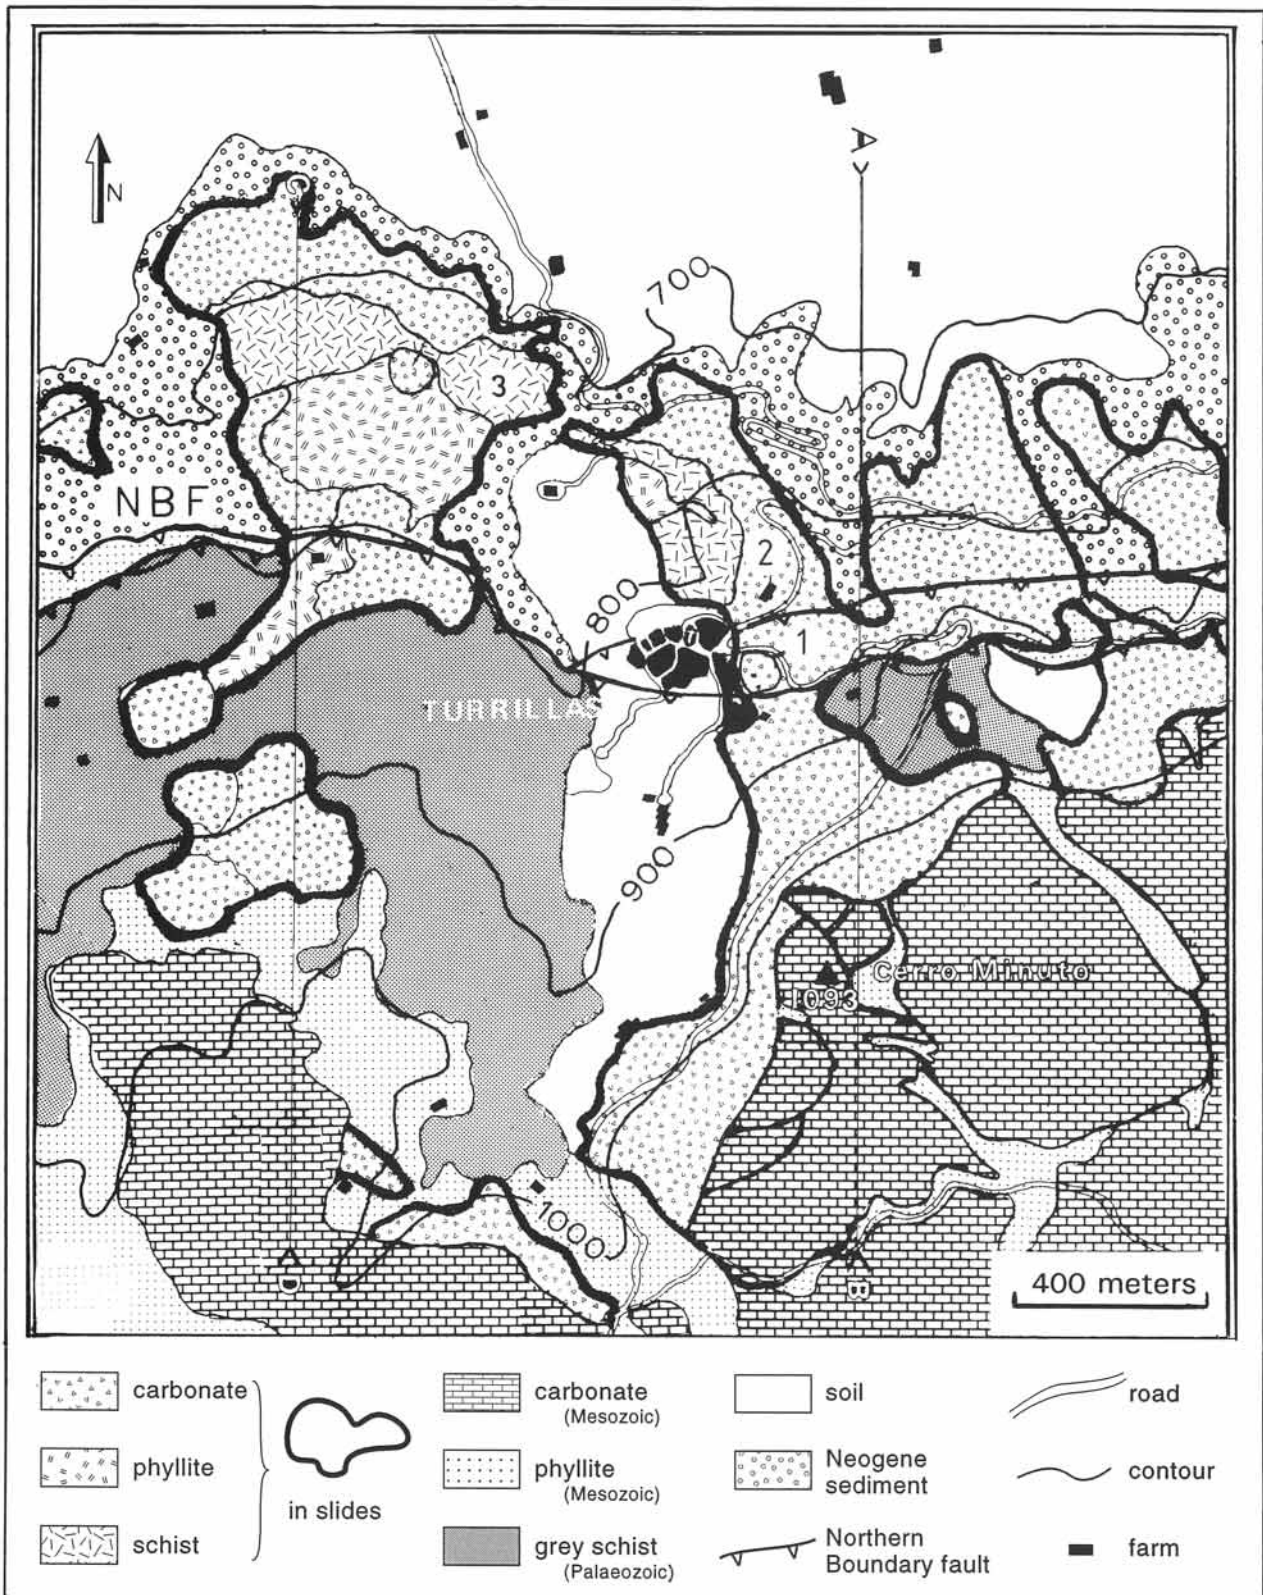 A
N
700
3
NBF
2
800
1
TURRILLAS
900
Cerro Minuto
1093
1000
B
400 meters
carbonate
phyllite
schist
in slides
carbonate
(Mesozoic)
phyllite
(Mesozoic)
grey schist
(Palaeozoic)
soil
Neogene
sediment
Northern
Boundary fault
road
contour
farm